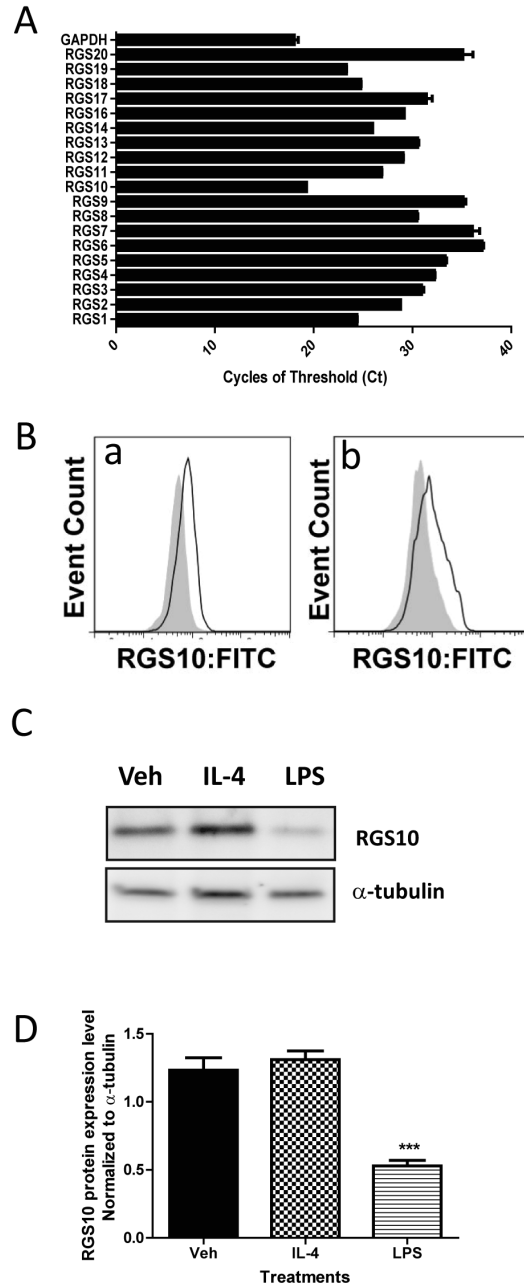 A
GAPDH
RGS20
RGS19
RGS18
RGS17
RGS16
RGS14
RGS13
RGS12
RGS11
RGS10
RGS9
RGS8
RGS7
RGS6
RGS5
RGS4
RGS3
RGS2
RGS1
0 10 20 30 40
Cycles of Threshold (Ct)
B
a b
Event Count Event Count
RGS10:FITC RGS10:FITC
C
Veh IL-4 LPS
RGS10
α-tubulin
D
RGS10 protein expression level
Normalized to α-tubulin
1.5
1.0
0.5
0.0
***
Veh IL-4 LPS
Treatments